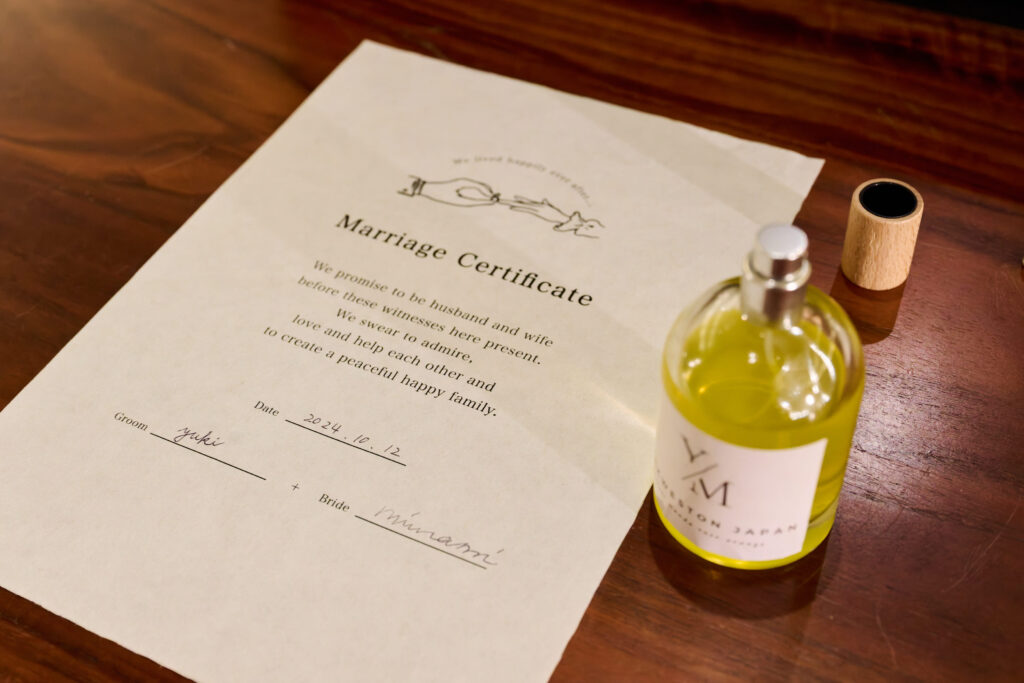 We lived happily ever after...
Marriage Certificate
We promise to be husband and wife
before these witnesses here present.
We swear to admire,
love and help each other and
to create a peaceful happy family.
Date 2024.10.12
Groom yuki
+
Bride minami
Y/M
JAPAN